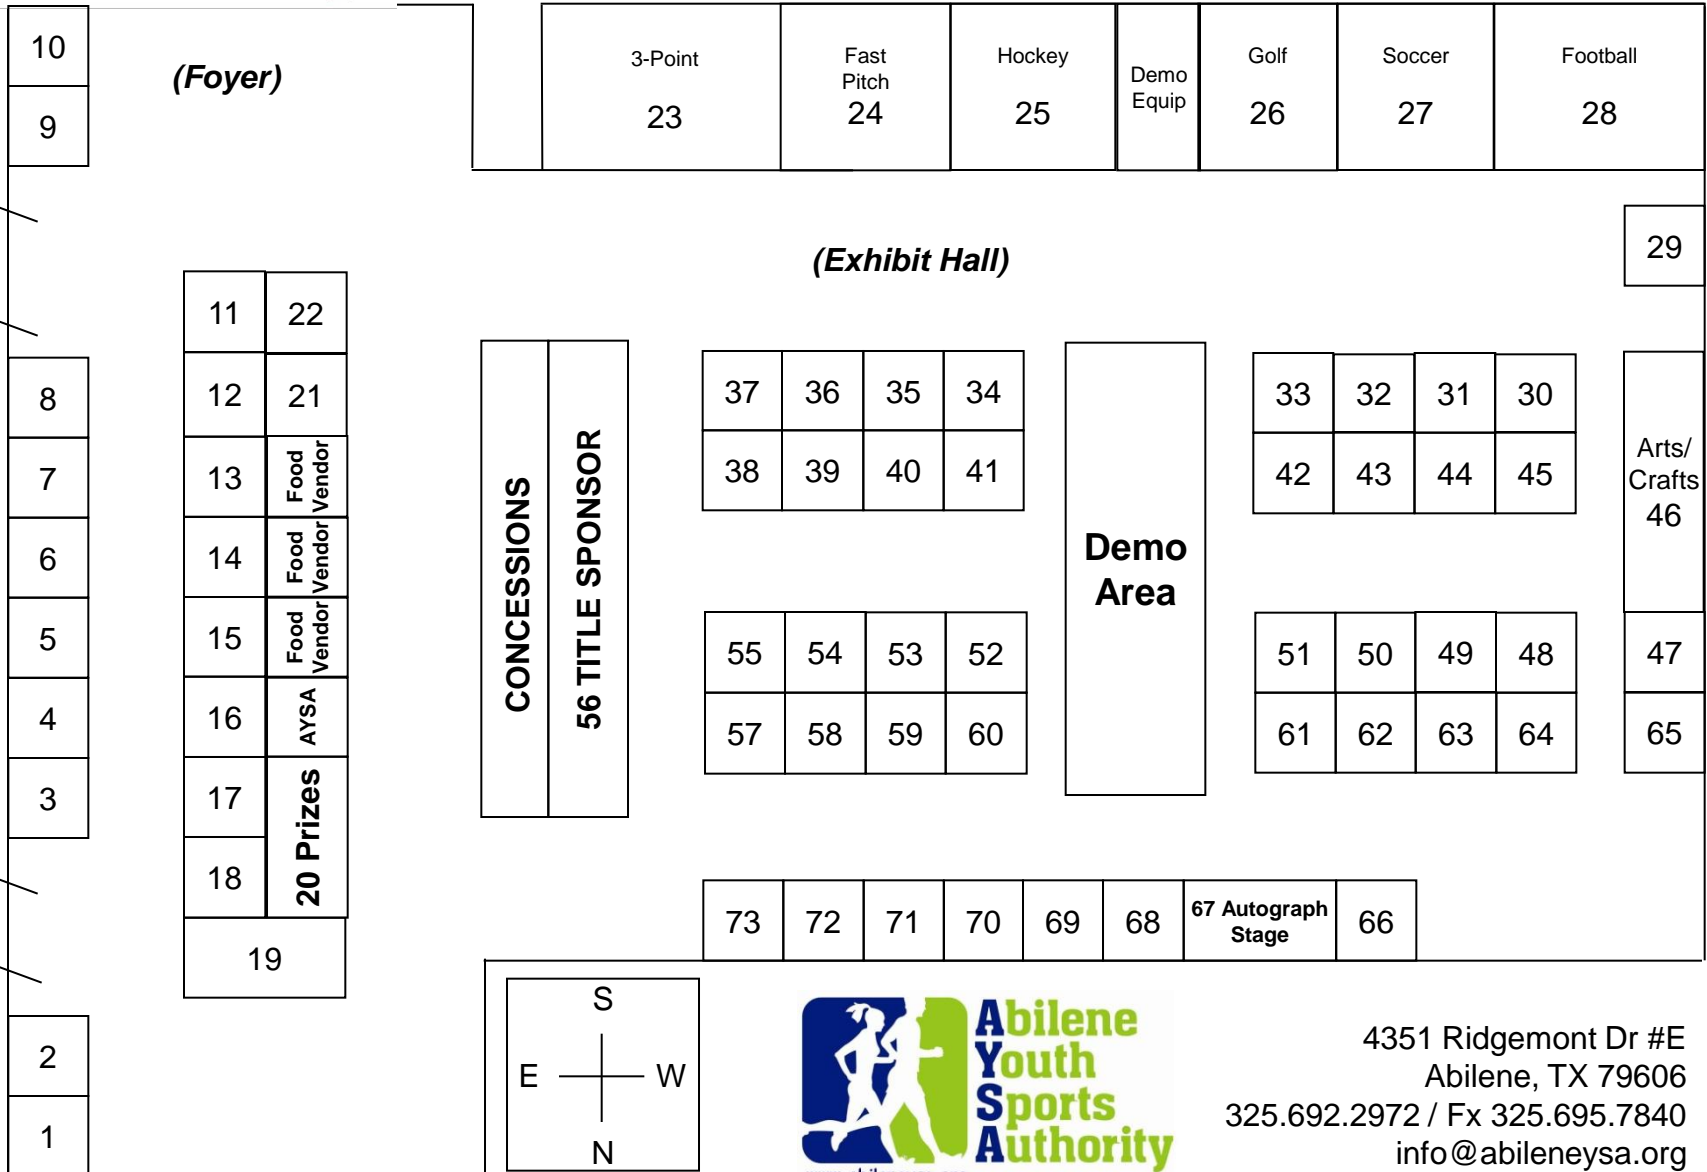 10
9
(Foyer)
3-Point
23
Fast
Pitch
24
Hockey
25
Demo
Equip
Golf
26
Soccer
27
Football
28
(Exhibit Hall)
29
8
7
6
5
4
3
2
1
11 22
12 21
13 Food Vendor
14 Food Vendor
15 Food Vendor
16 AYSA
17
18
20 Prizes
19
CONCESSIONS
56 TITLE SPONSOR
37 36 35 34
38 39 40 41
Demo
Area
33 32 31 30
42 43 44 45
Arts/
Crafts
46
55 54 53 52
57 58 59 60
51 50 49 48
61 62 63 64
47
65
73 72 71 70 69 68
67 Autograph
Stage
66
S
E W
N
Abilene
Youth
Sports
Authority
4351 Ridgemont Dr #E
Abilene, TX 79606
325.692.2972 / Fx 325.695.7840
info@abileneysa.org